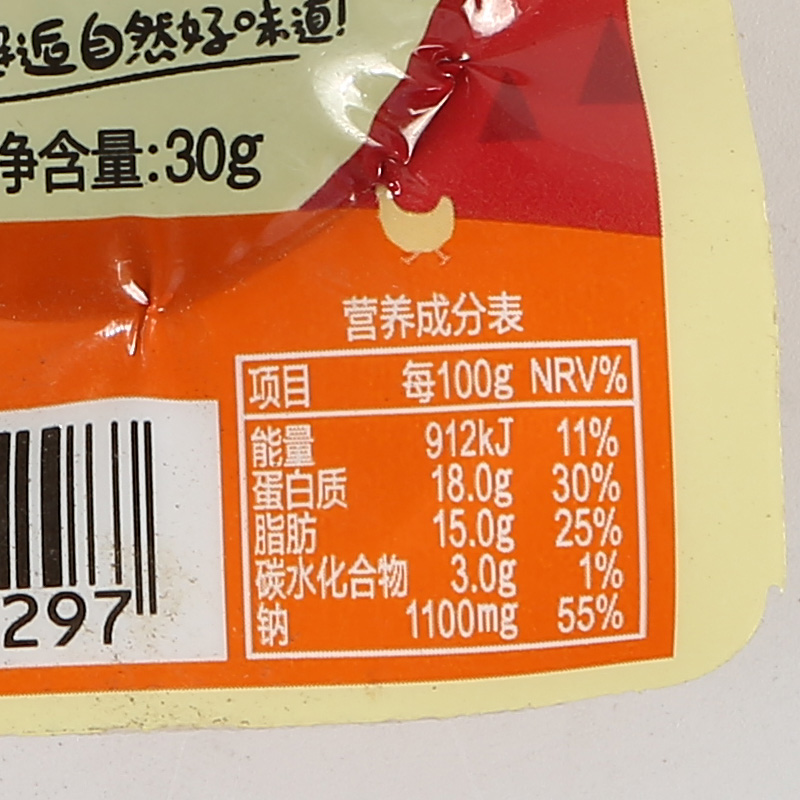 近自然好味道!
净含量:30g
营养成分表
项目 每100g NRV%
能量 912kJ 11%
蛋白质 18.0g 30%
脂肪 15.0g 25%
碳水化合物 3.0g 1%
钠 1100mg 55%
297